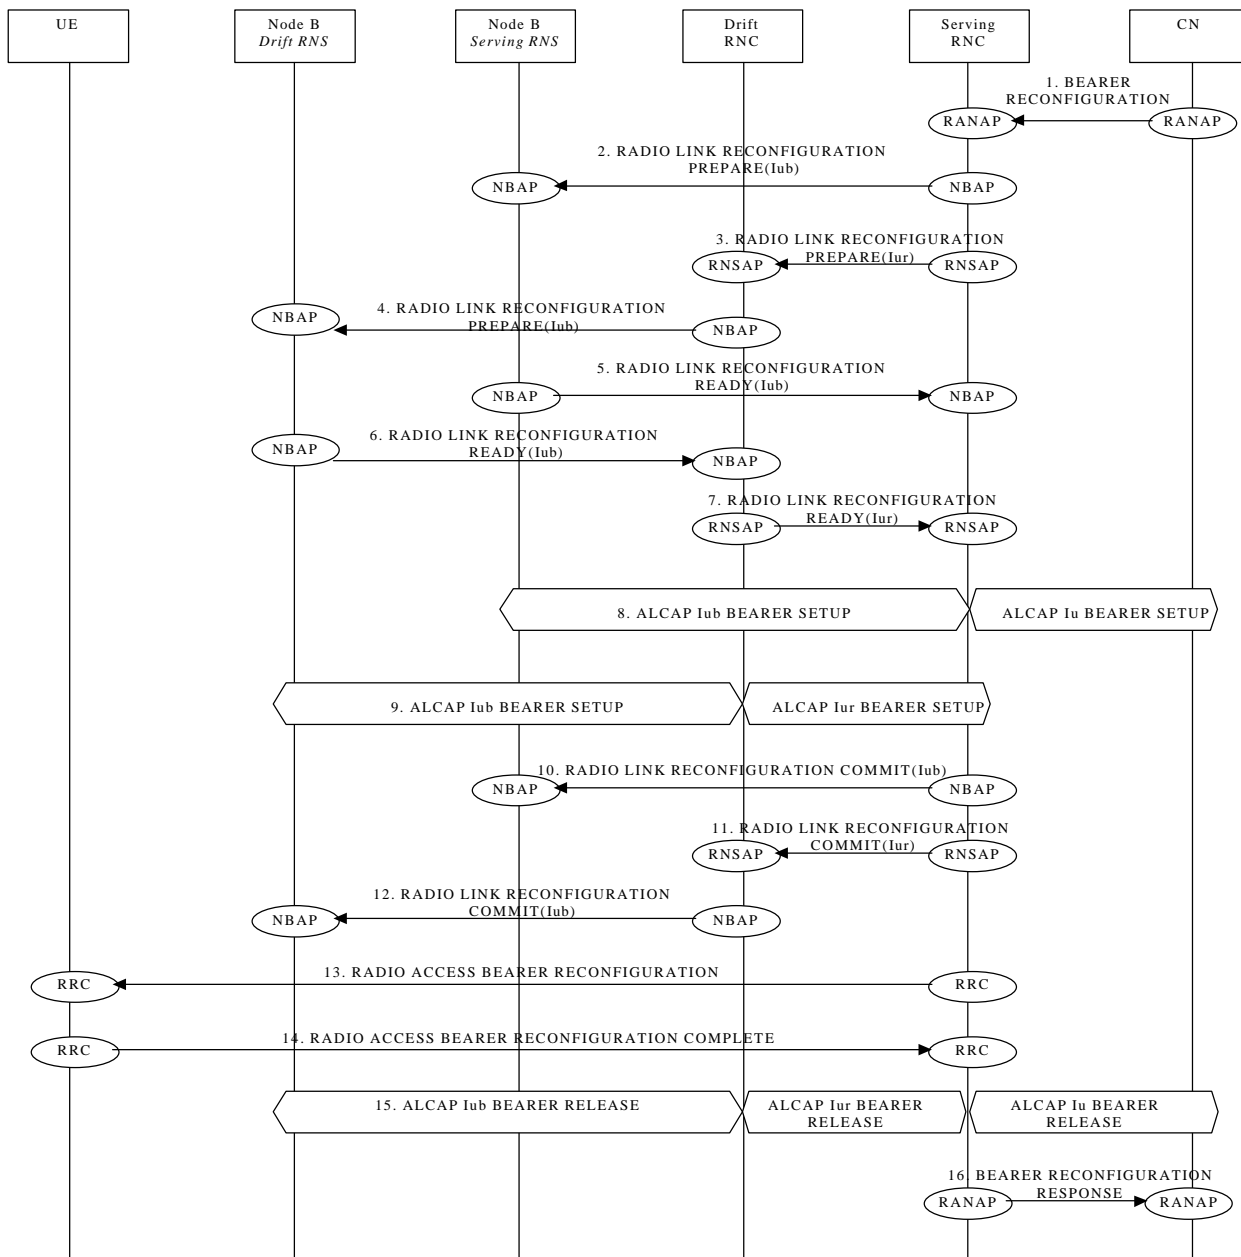 UE
Node B
Drift RNS
Node B
Serving RNS
Drift
RNC
Serving
RNC
CN
1. BEARER
RECONFIGURATION
RANAP
RANAP
2. RADIO LINK RECONFIGURATION
PREPARE(Iub)
NBAP
NBAP
3. RADIO LINK RECONFIGURATION
PREPARE(Iur)
RNSAP
RNSAP
4. RADIO LINK RECONFIGURATION
PREPARE(Iub)
NBAP
NBAP
5. RADIO LINK RECONFIGURATION
READY(Iub)
NBAP
NBAP
6. RADIO LINK RECONFIGURATION
READY(Iub)
NBAP
NBAP
7. RADIO LINK RECONFIGURATION
READY(Iur)
RNSAP
RNSAP
8. ALCAP Iub BEARER SETUP
ALCAP Iu BEARER SETUP
9. ALCAP Iub BEARER SETUP
ALCAP Iur BEARER SETUP
10. RADIO LINK RECONFIGURATION COMMIT(Iub)
NBAP
NBAP
11. RADIO LINK RECONFIGURATION
COMMIT(Iur)
RNSAP
RNSAP
12. RADIO LINK RECONFIGURATION
COMMIT(Iub)
NBAP
NBAP
13. RADIO ACCESS BEARER RECONFIGURATION
RRC
RRC
14. RADIO ACCESS BEARER RECONFIGURATION COMPLETE
RRC
RRC
15. ALCAP Iub BEARER RELEASE
ALCAP Iur BEARER
RELEASE
ALCAP Iu BEARER
RELEASE
16. BEARER RECONFIGURATION
RESPONSE
RANAP
RANAP